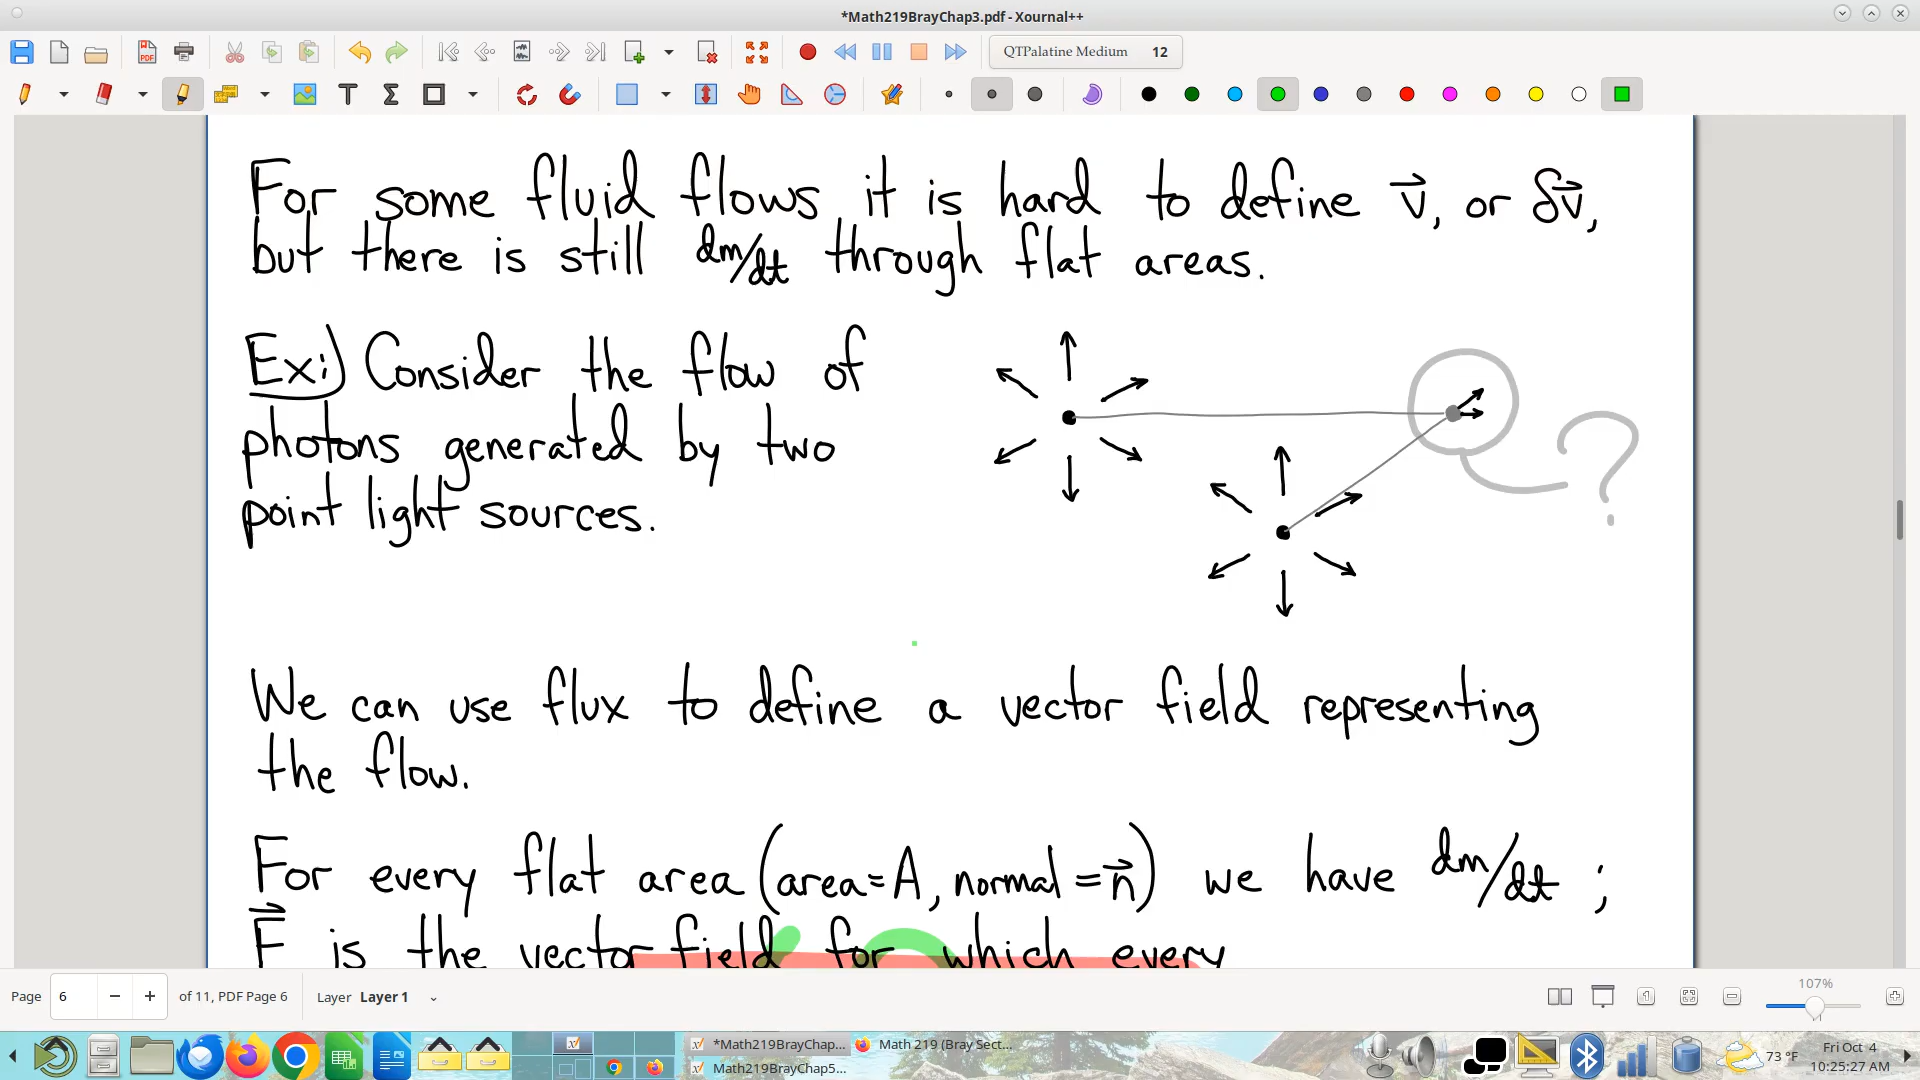 *Math219BrayChap3.pdf - Xournal++
QTPalatine Medium 12
For some fluid flows it is hard to define v⃗, or δv⃗,
but there is still dm/dt through flat areas.
Ex: Consider the flow of
photons generated by two
point light sources.
?
We can use flux to define a vector field representing
the flow.
For every flat area (area=A, normal=n⃗) we have dm/dt ;
F⃗ is the vector field for which every
Page 6 of 11, PDF Page 6 Layer Layer 1
107%
*Math219BrayChap... Math 219 (Bray Sect...
Math219BrayChap5...
73 °F
Fri Oct 4
10:25:27 AM